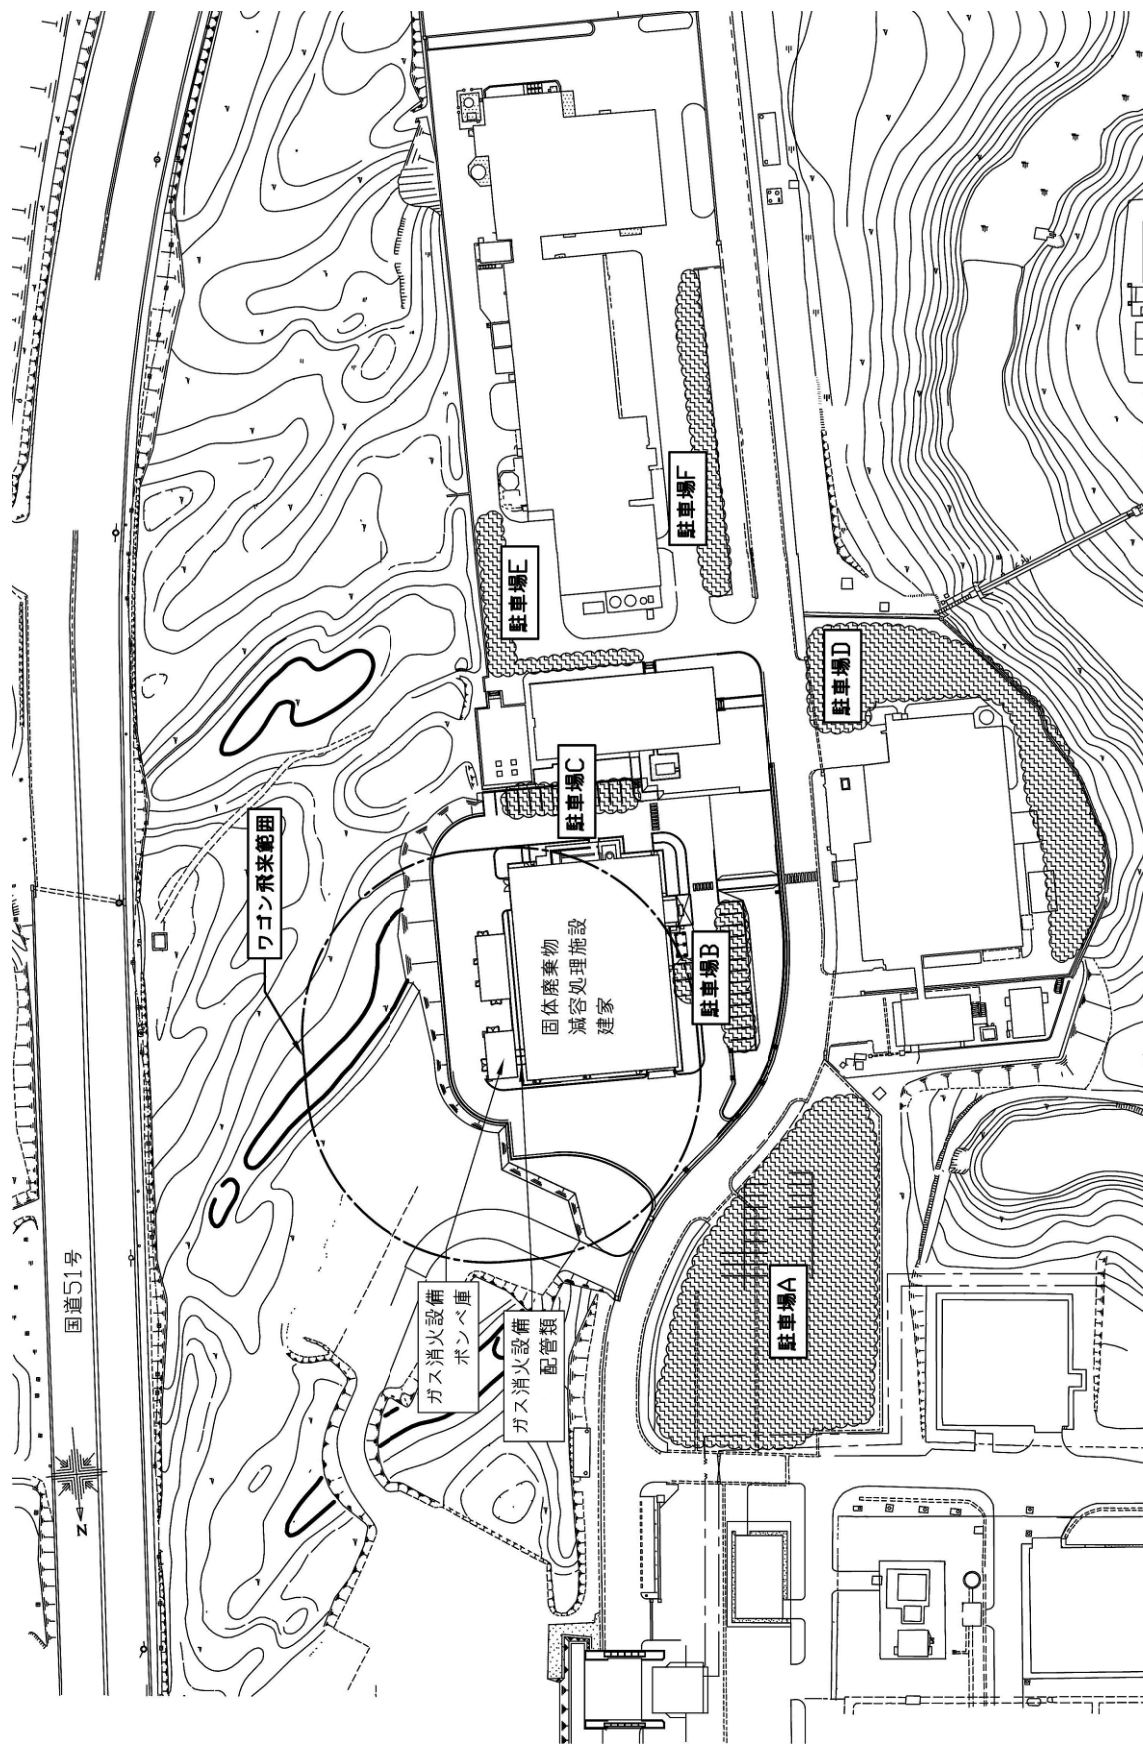 国道51号
N
ワゴン飛来範囲
ガス消火設備
ボンベ庫
ガス消火設備
配管類
固体廃棄物
減容処理施設
建家
駐車場A
駐車場B
駐車場C
駐車場D
駐車場E
駐車場F